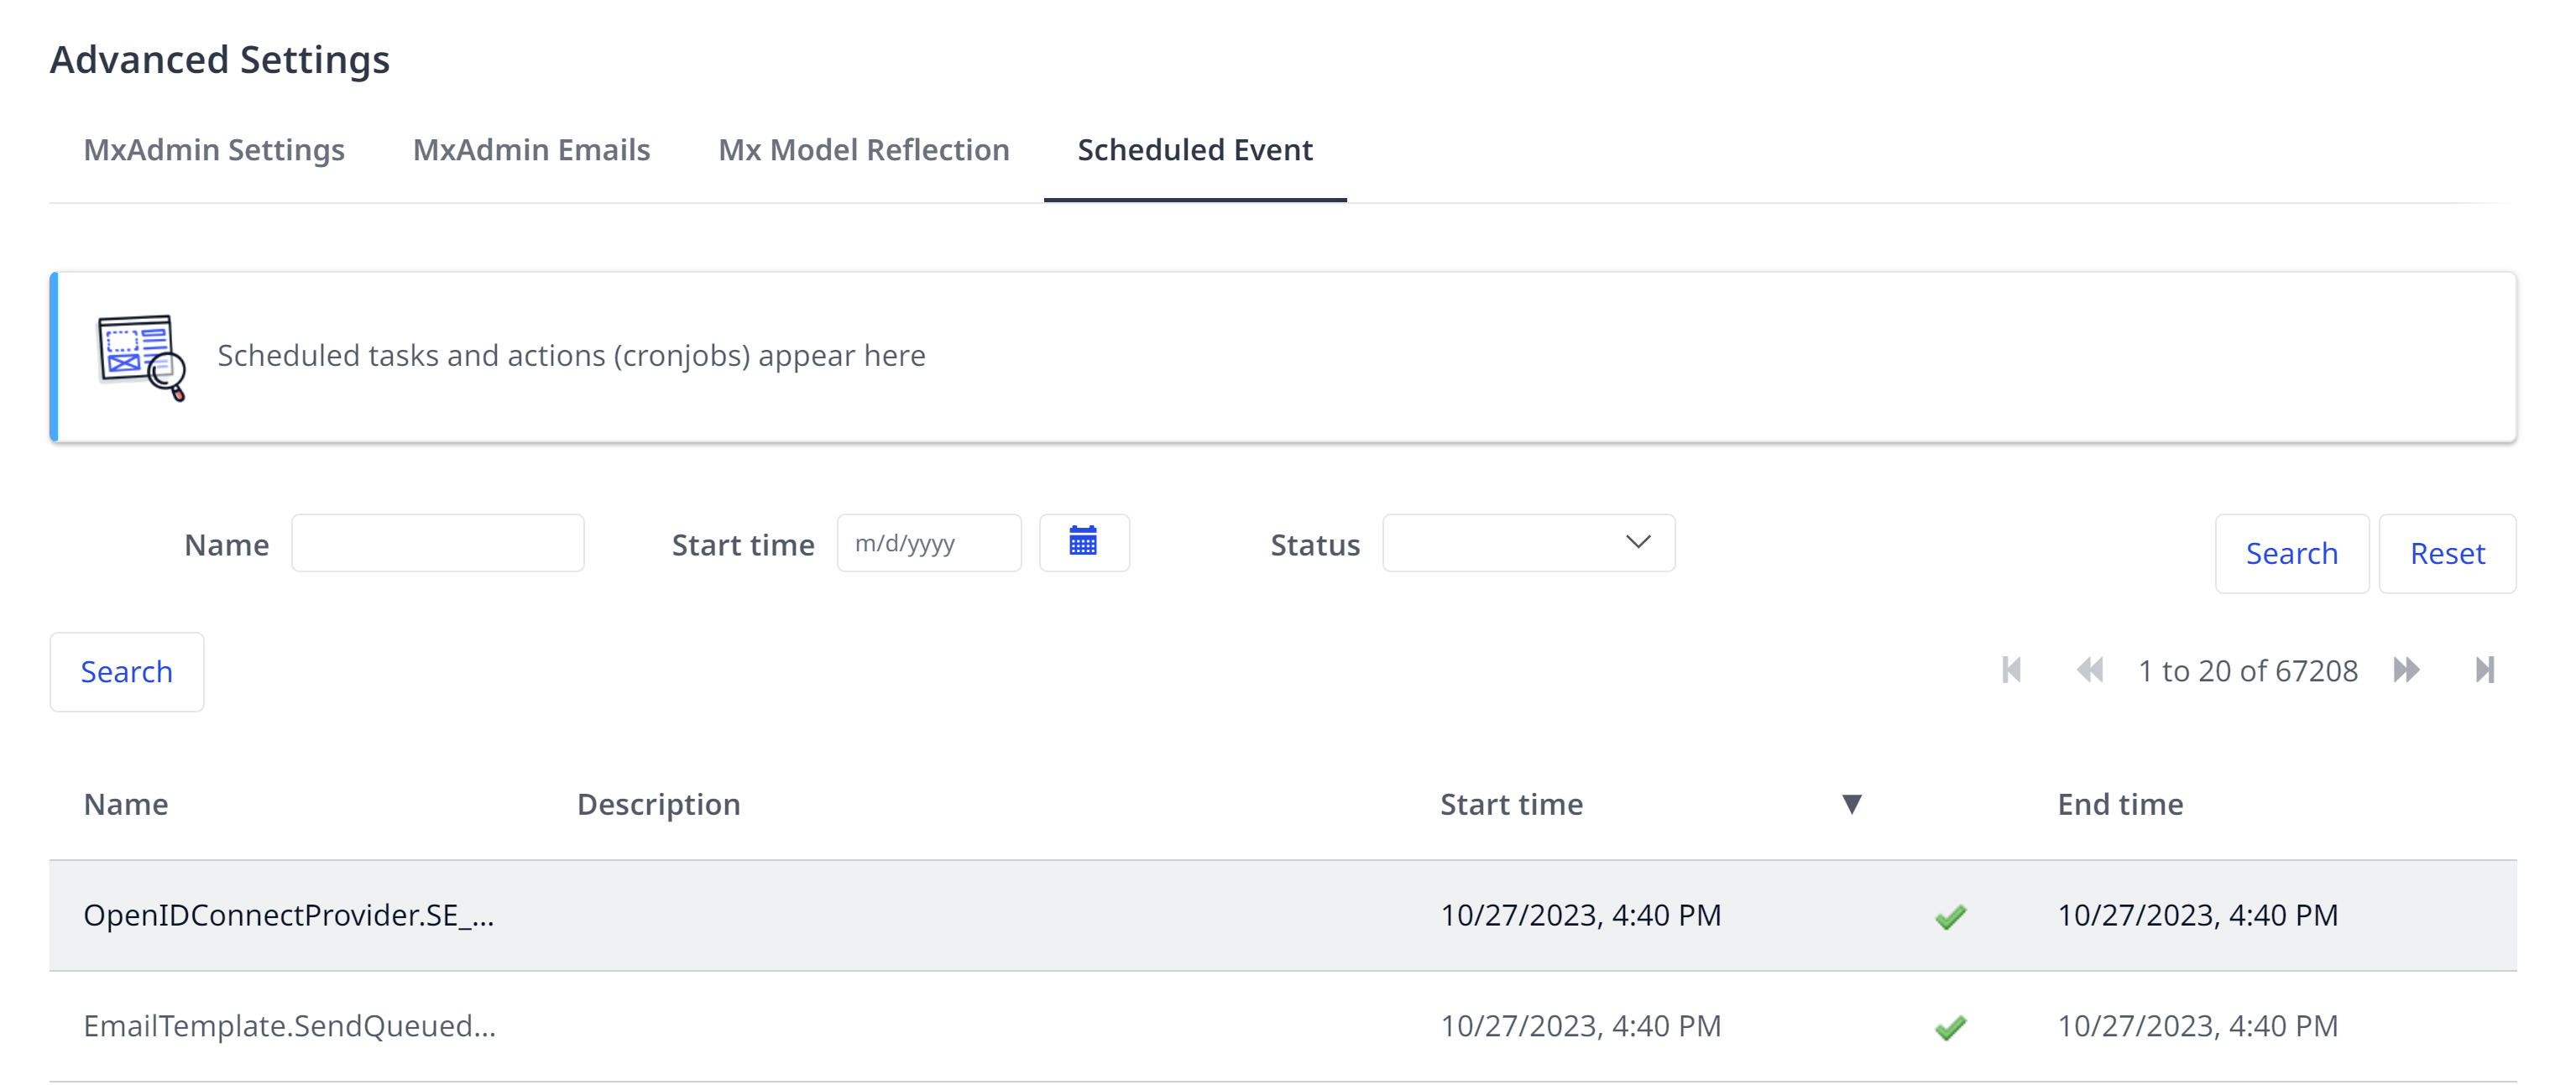 Advanced Settings
MxAdmin Settings MxAdmin Emails Mx Model Reflection Scheduled Event
Scheduled tasks and actions (cronjobs) appear here
Name Start time m/d/yyyy Status Search Reset
Search 1 to 20 of 67208
Name Description Start time ▼ End time
OpenIDConnectProvider.SE_... 10/27/2023, 4:40 PM 10/27/2023, 4:40 PM
EmailTemplate.SendQueued... 10/27/2023, 4:40 PM 10/27/2023, 4:40 PM